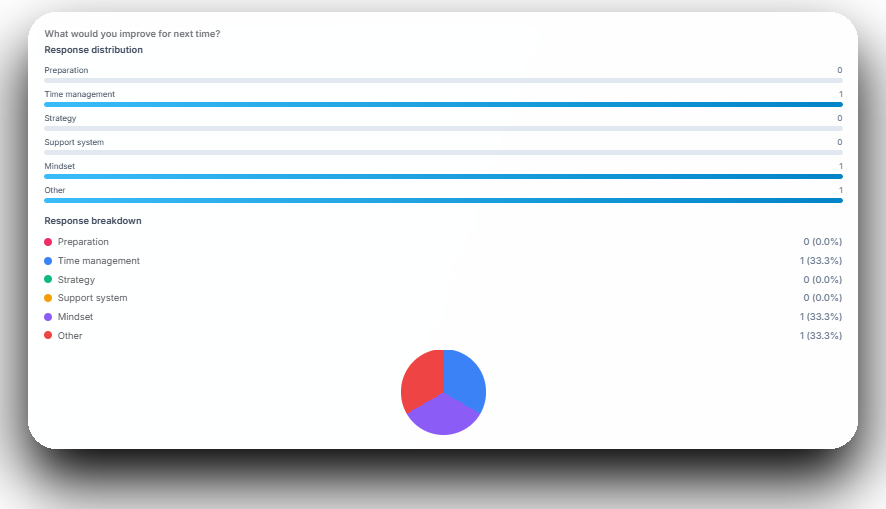 What would you improve for next time?
Response distribution
Preparation 0
Time management 1
Strategy 0
Support system 0
Mindset 1
Other 1
Response breakdown
Preparation 0 (0.0%)
Time management 1 (33.3%)
Strategy 0 (0.0%)
Support system 0 (0.0%)
Mindset 1 (33.3%)
Other 1 (33.3%)